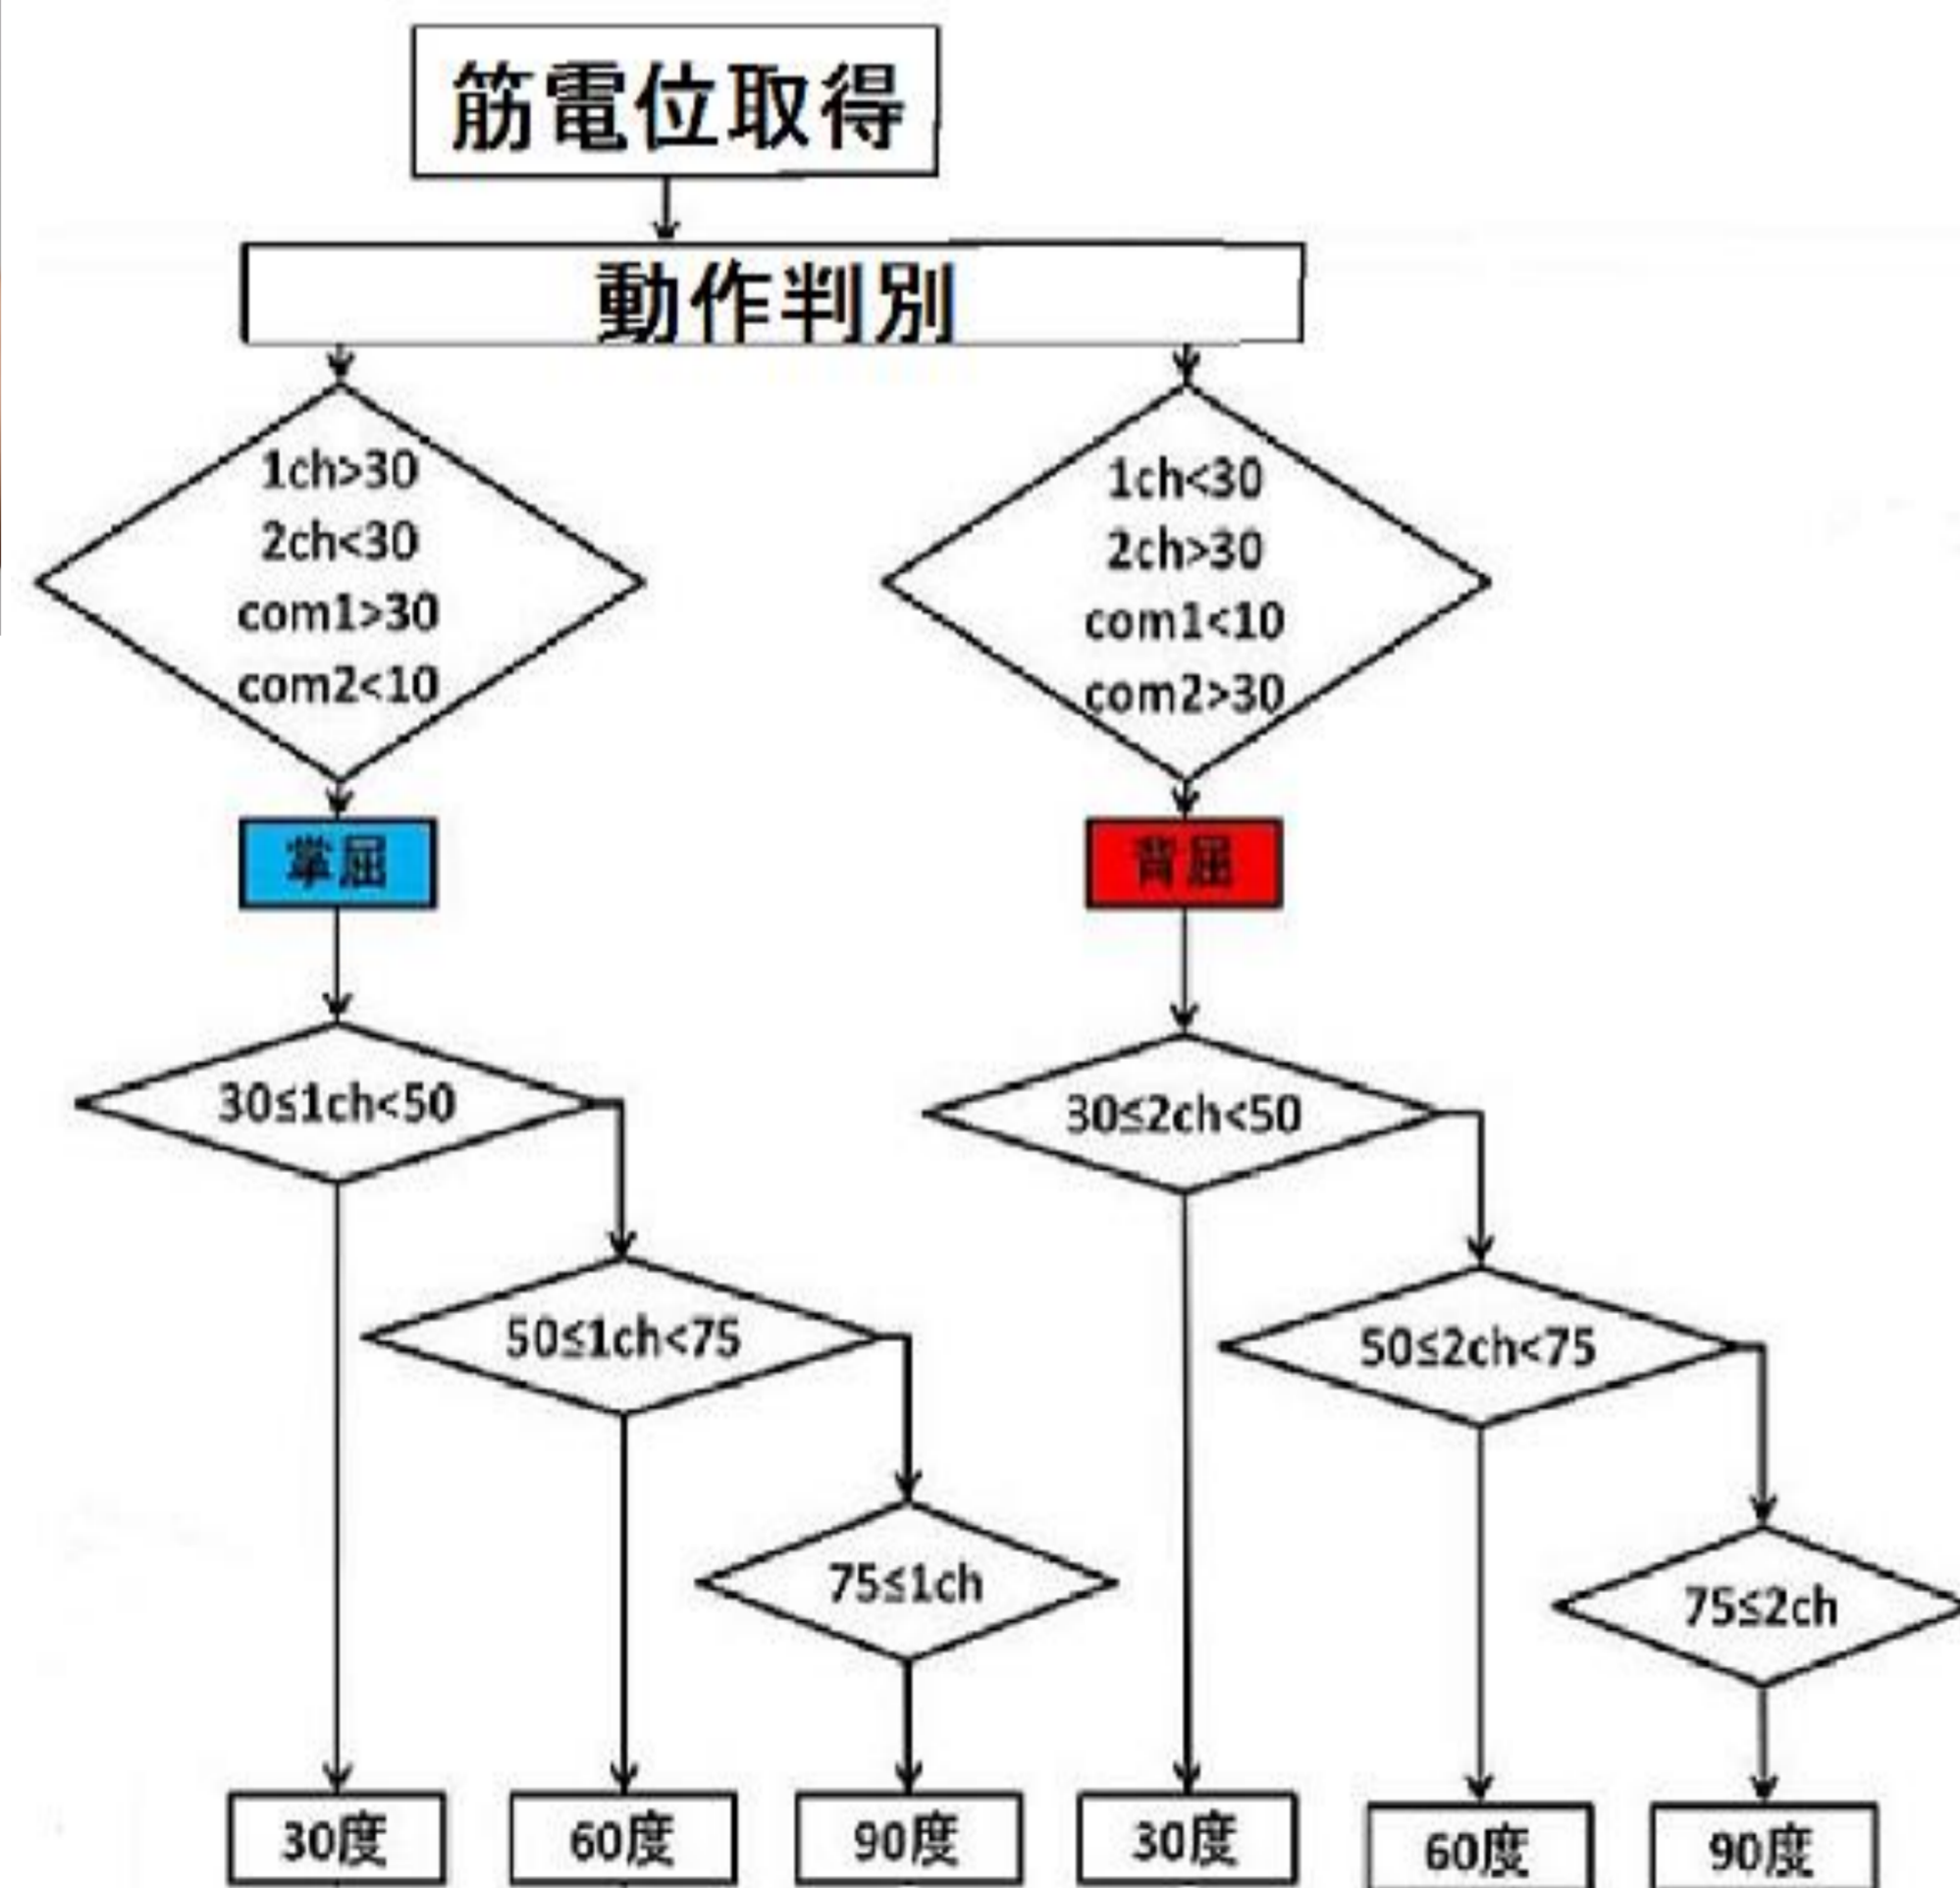 筋電位取得
動作判別
1ch>30
2ch<30
com1>30
com2<10
1ch<30
2ch>30
com1<10
com2>30
掌屈
背屈
30≤1ch<50
30≤2ch<50
50≤1ch<75
50≤2ch<75
75≤1ch
75≤2ch
30度
60度
90度
30度
60度
90度